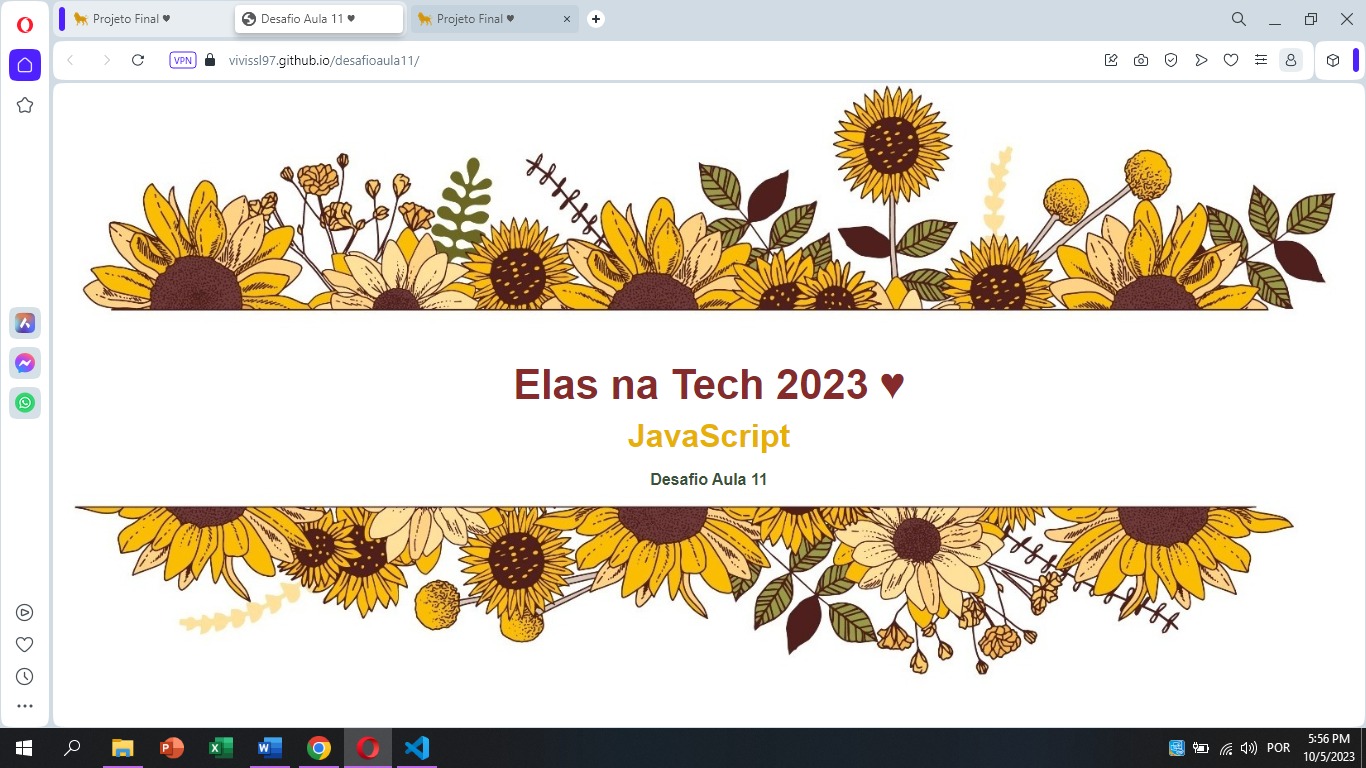 Projeto Final ♥
Desafio Aula 11 ♥
Projeto Final ♥
VPN
vivissl97.github.io/desafioaula11/
Elas na Tech 2023 ♥
JavaScript
Desafio Aula 11
POR
5:56 PM
10/5/2023